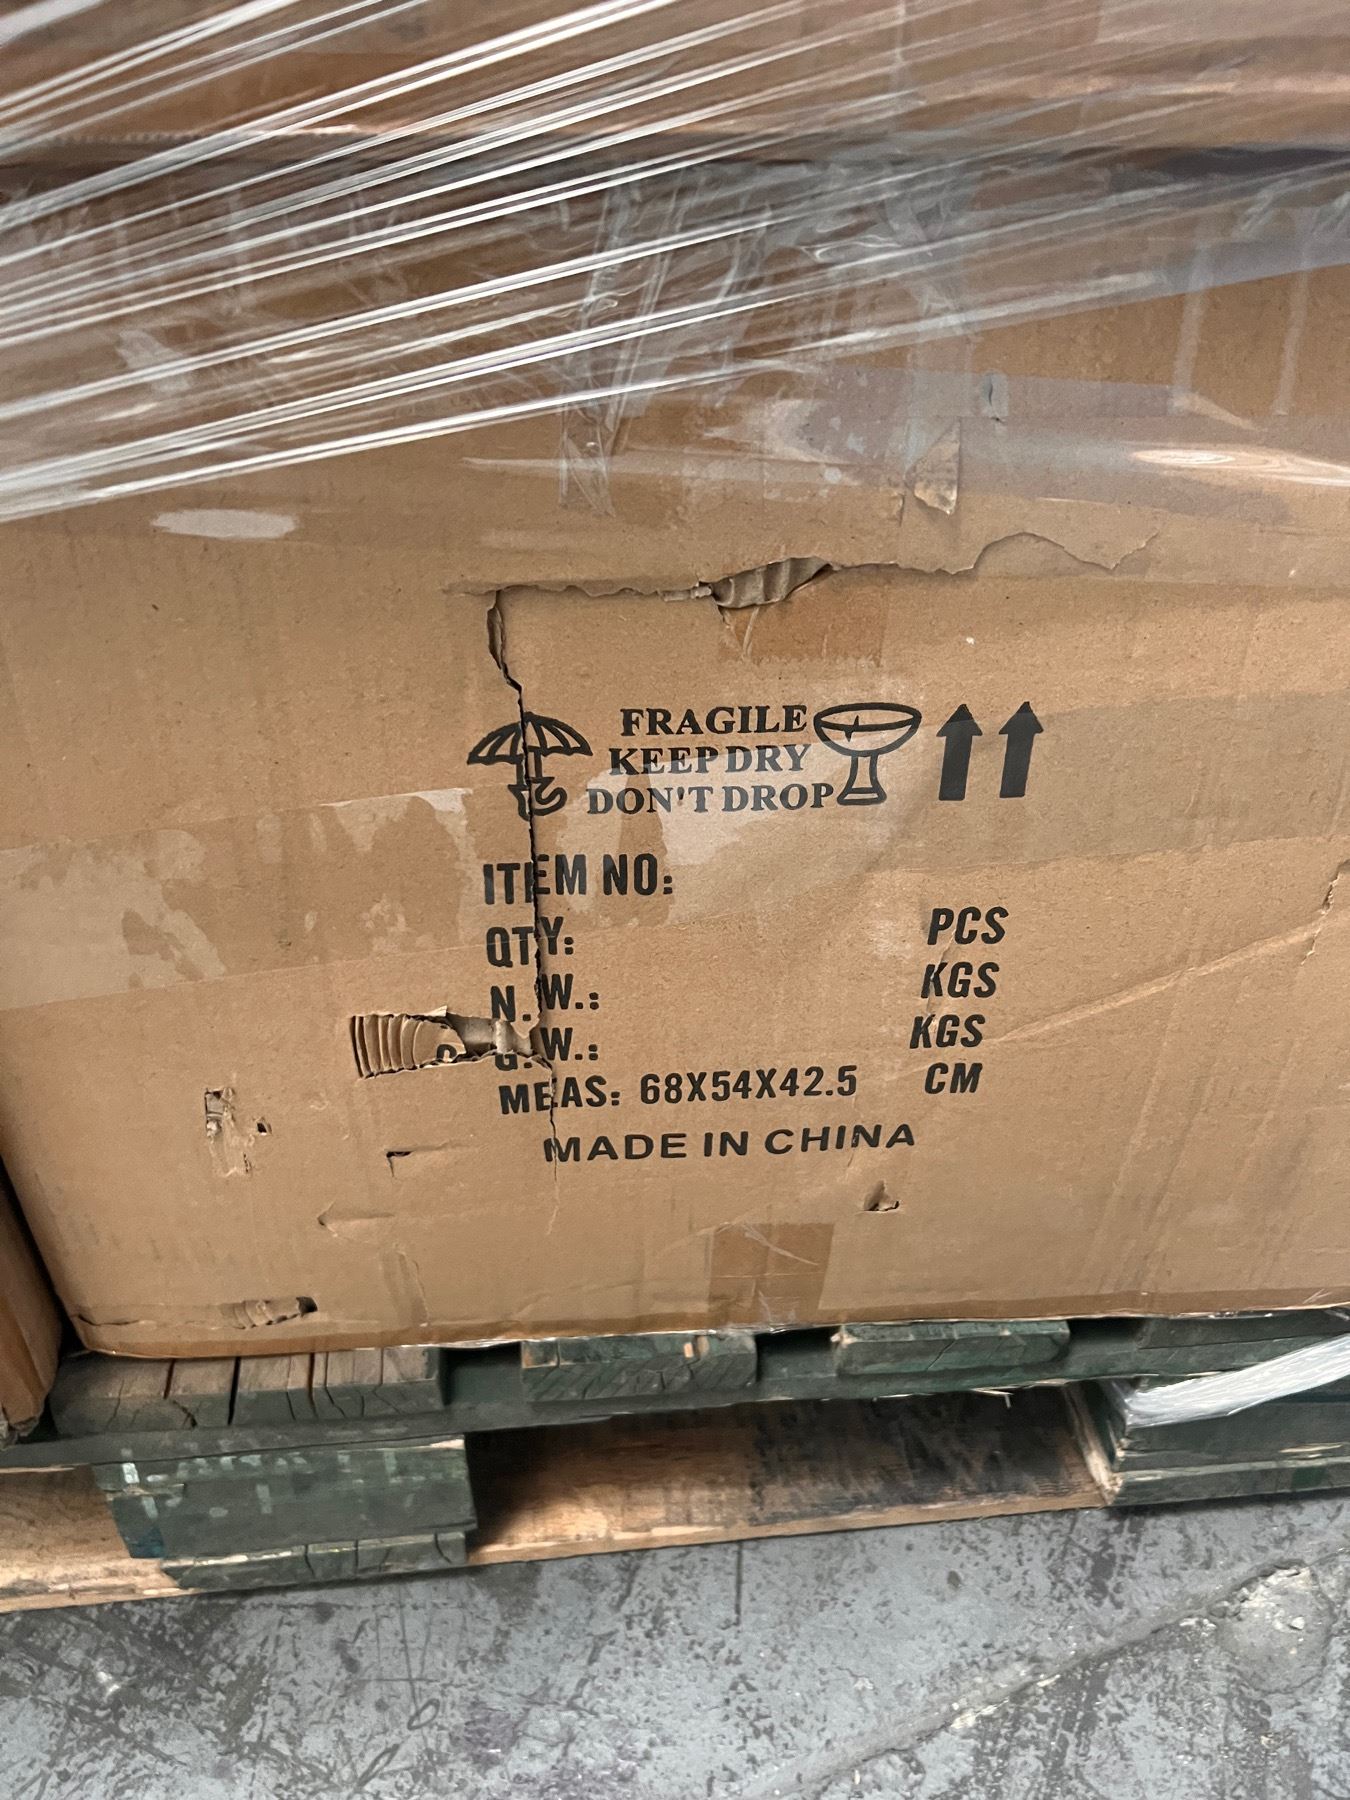 FRAGILE
KEEP DRY
DON'T DROP
ITEM NO:
QTY: PCS
N.W.: KGS
G.W.: KGS
MEAS: 68X54X42.5 CM
MADE IN CHINA